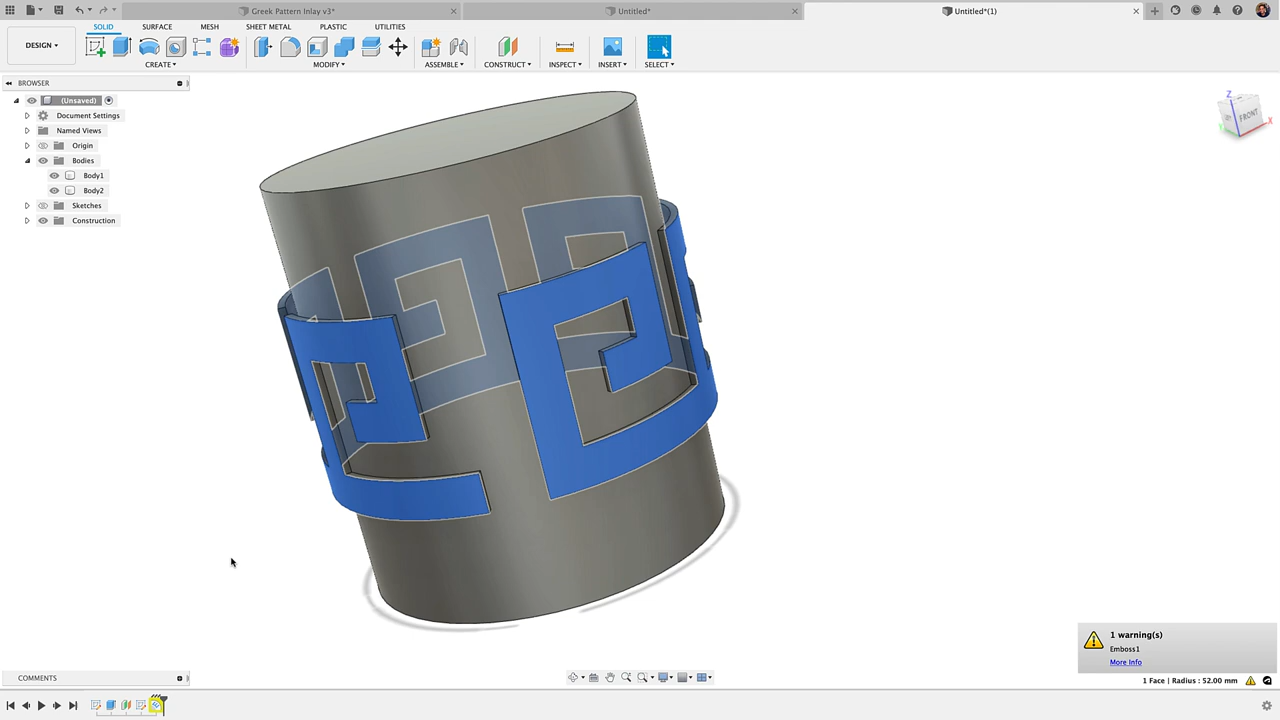 Greek Pattern Inlay v3*
Untitled*
Untitled*(1)
SOLID
SURFACE
MESH
SHEET METAL
PLASTIC
UTILITIES
DESIGN
CREATE
MODIFY
ASSEMBLE
CONSTRUCT
INSPECT
INSERT
SELECT
BROWSER
(Unsaved)
Document Settings
Named Views
Origin
Bodies
Body1
Body2
Sketches
Construction
Z
FRONT
X
1 warning(s)
Emboss1
More Info
COMMENTS
1 Face | Radius : 52.00 mm